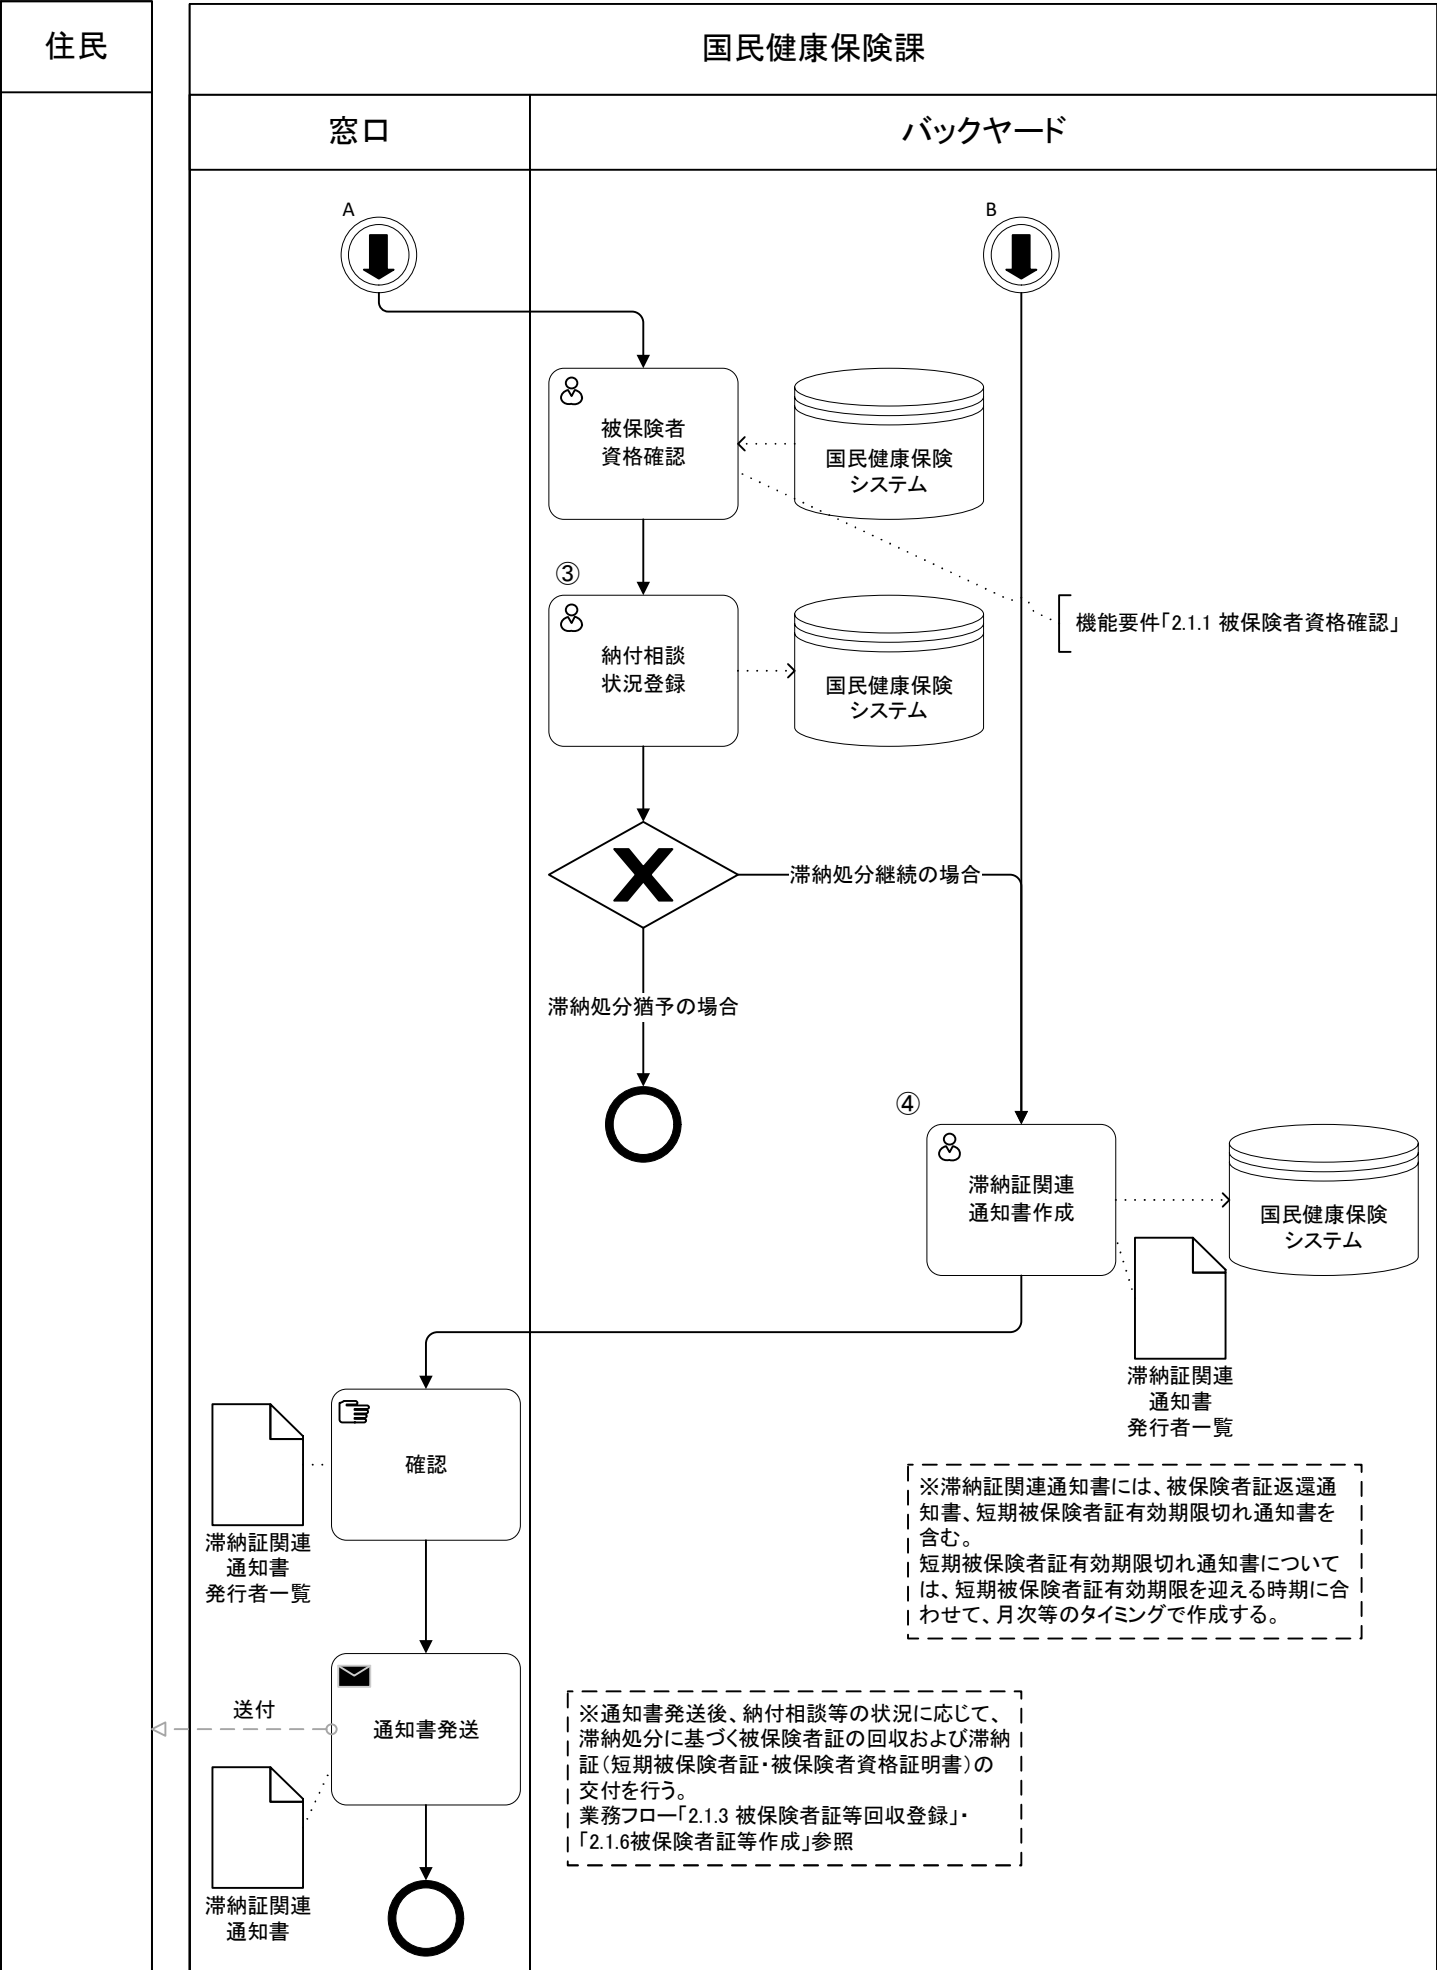 住民
国民健康保険課
窓口
バックヤード
A
B
被保険者
資格確認
国民健康保険
システム
③
機能要件「2.1.1 被保険者資格確認」
納付相談
状況登録
国民健康保険
システム
滞納処分継続の場合
滞納処分猶予の場合
④
滞納証関連
通知書作成
国民健康保険
システム
滞納証関連
通知書
発行者一覧
確認
滞納証関連
通知書
発行者一覧
※滞納証関連通知書には、被保険者証返還通
知書、短期被保険者証有効期限切れ通知書を
含む。
短期被保険者証有効期限切れ通知書について
は、短期被保険者証有効期限を迎える時期に合
わせて、月次等のタイミングで作成する。
送付
通知書発送
※通知書発送後、納付相談等の状況に応じて、
滞納処分に基づく被保険者証の回収および滞納
証(短期被保険者証・被保険者資格証明書)の
交付を行う。
業務フロー「2.1.3 被保険者証等回収登録」・
「2.1.6被保険者証等作成」参照
滞納証関連
通知書